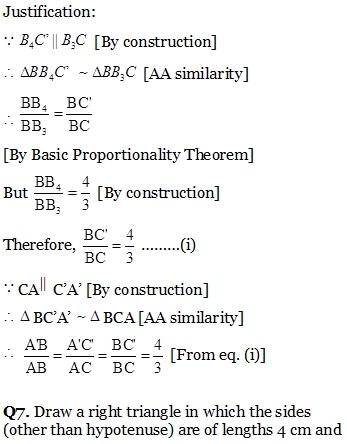 Justification:
∵ B₄C' || B₃C [By construction]
∴ ΔBB₄C' ~ ΔBB₃C [AA similarity]
∴ BB₄/BB₃ = BC'/BC
[By Basic Proportionality Theorem]
But BB₄/BB₃ = 4/3 [By construction]
Therefore, BC'/BC = 4/3 .........(i)
∵ CA || C'A' [By construction]
∴ Δ BC'A' ~ Δ BCA [AA similarity]
∴ A'B/AB = A'C'/AC = BC'/BC = 4/3 [From eq. (i)]
Q7. Draw a right triangle in which the sides
(other than hypotenuse) are of lengths 4 cm and